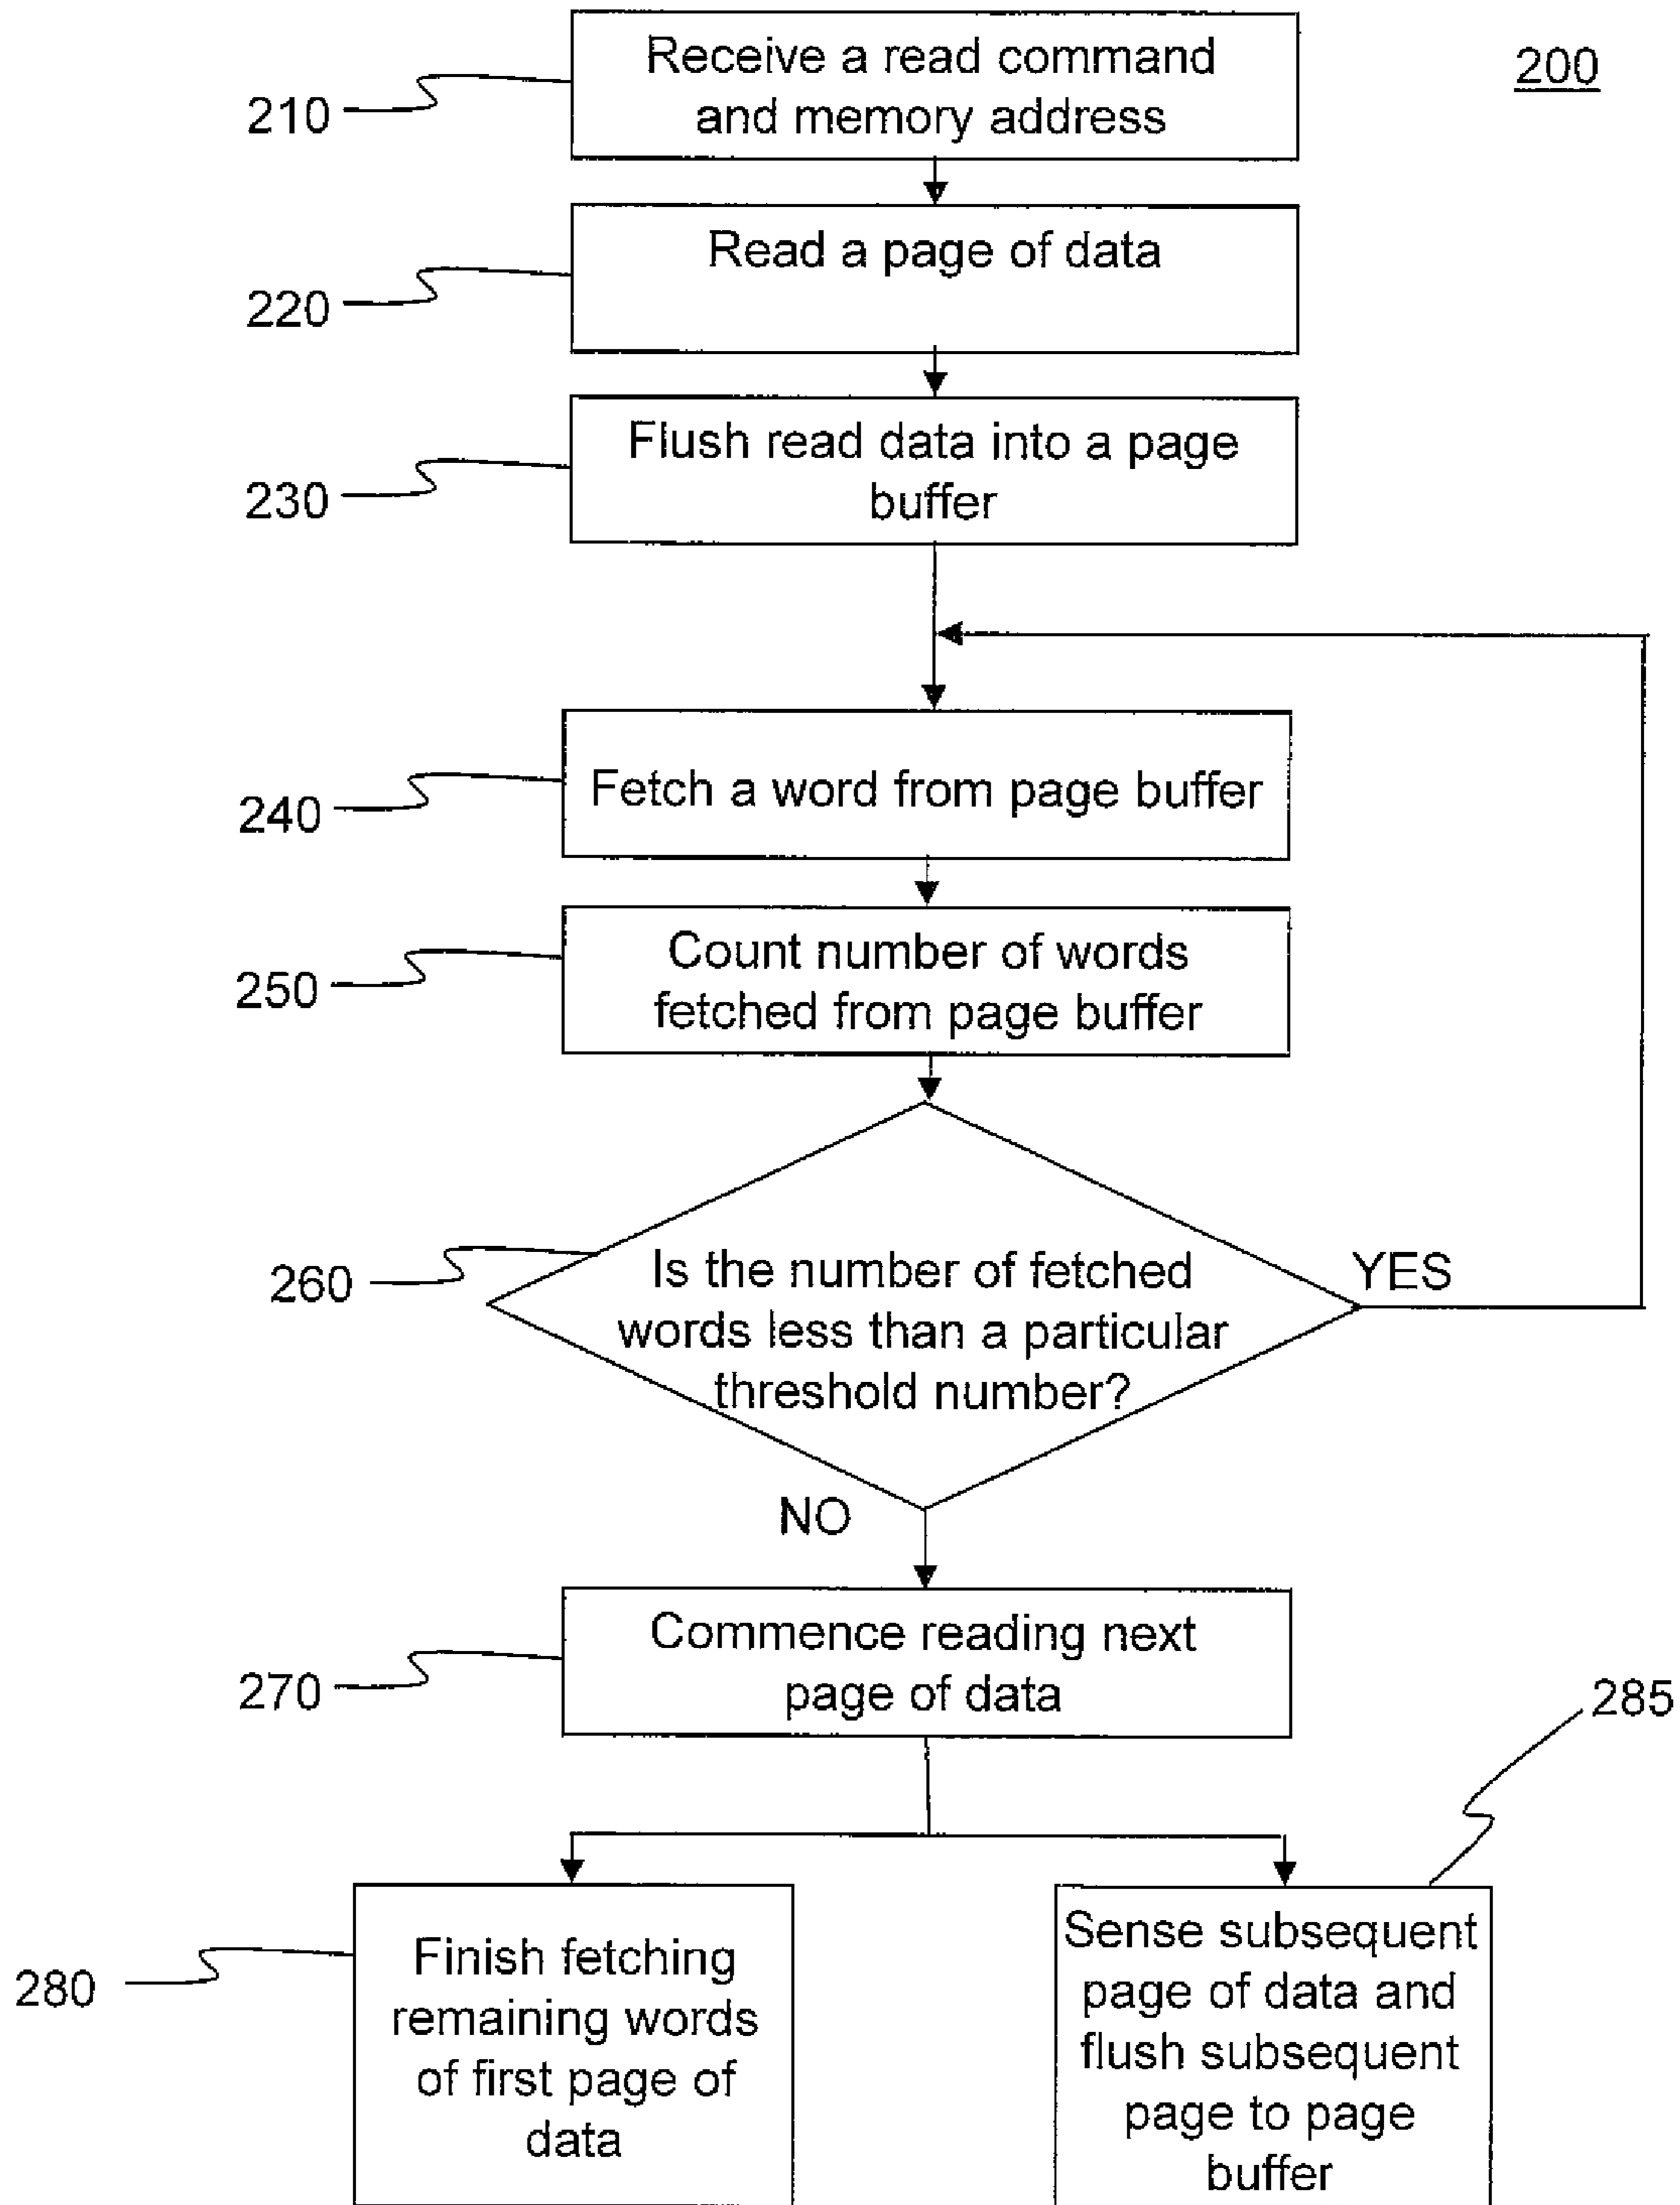 200
210
Receive a read command
and memory address
220
Read a page of data
230
Flush read data into a page
buffer
240
Fetch a word from page buffer
250
Count number of words
fetched from page buffer
260
Is the number of fetched
words less than a particular
threshold number?
YES
NO
270
Commence reading next
page of data
285
280
Finish fetching
remaining words
of first page of
data
Sense subsequent
page of data and
flush subsequent
page to page
buffer